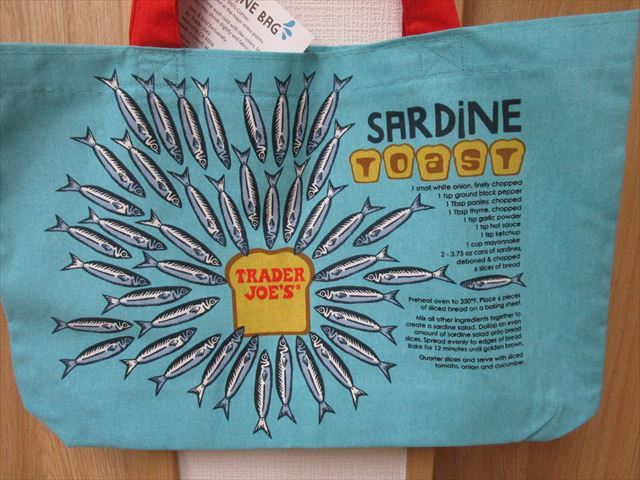 NE BAG
SARDINE
TOAST
1 small white onion, finely chopped
1 tsp ground black pepper
1 Tbsp parsley, chopped
1 Tbsp thyme, chopped
1 tsp garlic powder
1 tsp hot sauce
1 tsp ketchup
1 cup mayonnaise
2 - 3.75 oz cans of sardines,
deboned & chopped
6 slices of bread
TRADER
JOE'S®
Preheat oven to 350°F. Place 6 pieces
of sliced bread on a baking sheet.
Mix all other ingredients together to
create a sardine salad. Dollop an even
amount of sardine salad onto bread
slices. Spread evenly to edges of bread.
Bake for 12 minutes until golden brown.
Quarter slices and serve with sliced
tomato, onion and cucumber.